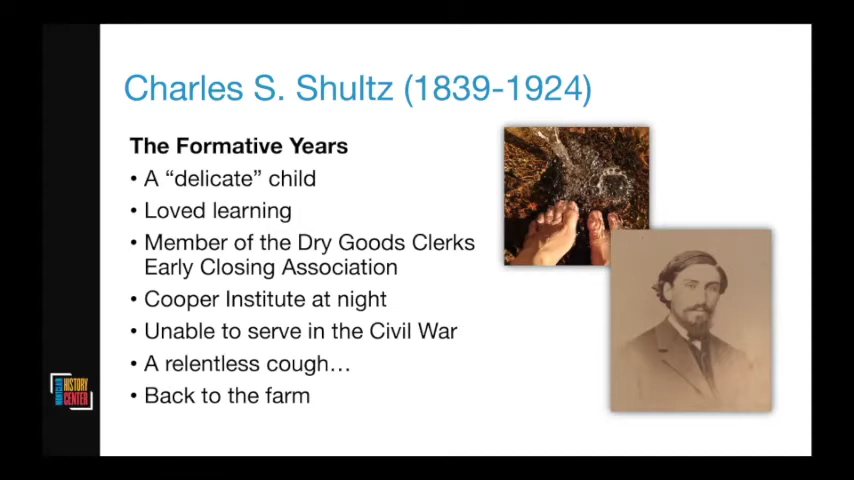 Charles S. Shultz (1839-1924)
The Formative Years
• A “delicate” child
• Loved learning
• Member of the Dry Goods Clerks
Early Closing Association
• Cooper Institute at night
• Unable to serve in the Civil War
• A relentless cough…
• Back to the farm
MONTCLAIR
HISTORY
CENTER